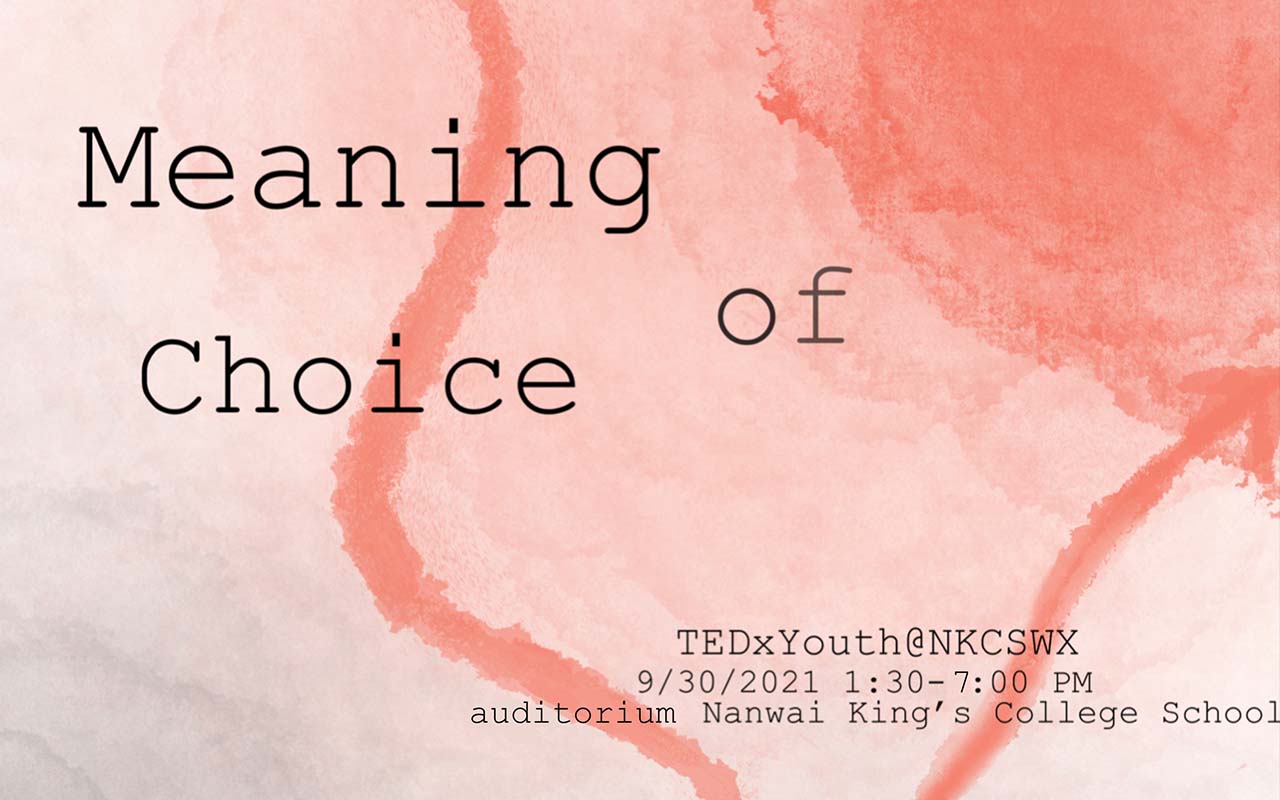 Meaning
of
Choice
TEDxYouth@NKCSWX
9/30/2021 1:30-7:00 PM
auditorium Nanwai King’s College School